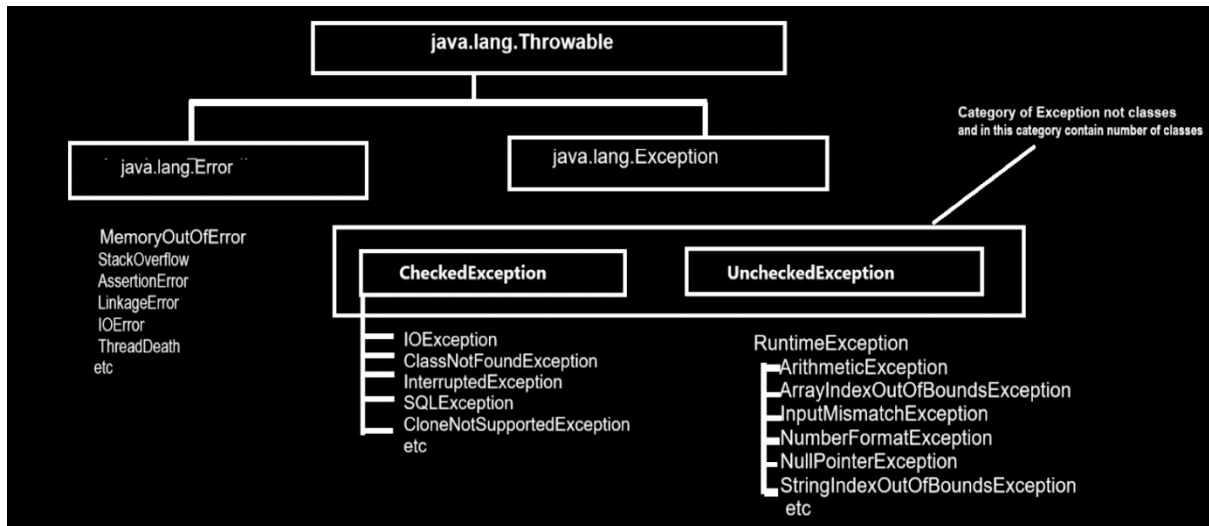 java.lang.Throwable
Category of Exception not classes
and in this category contain number of classes
java.lang.Error
java.lang.Exception
MemoryOutOfError
StackOverflow
AssertionError
LinkageError
IOError
ThreadDeath
etc
CheckedException
UncheckedException
IOException
ClassNotFoundException
InterruptedException
SQLException
CloneNotSupportedException
etc
RuntimeException
ArithmeticException
ArrayIndexOutOfBoundsException
InputMismatchException
NumberFormatException
NullPointerException
StringIndexOutOfBoundsException
etc